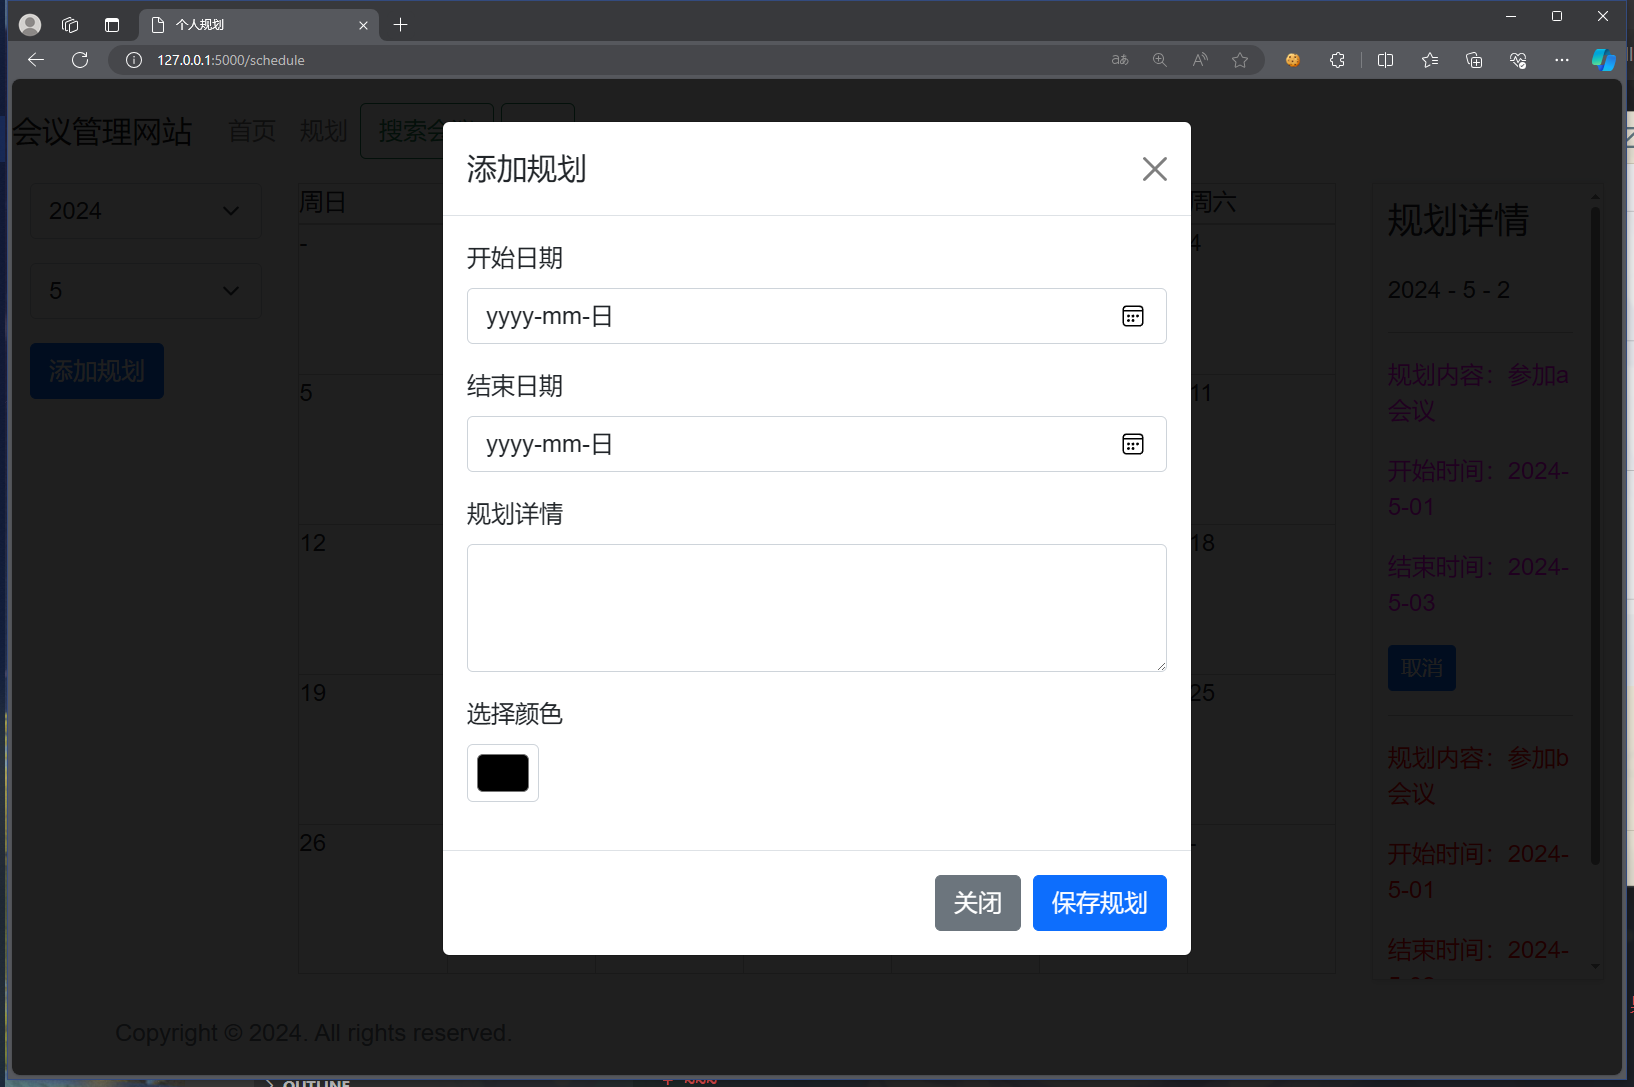 个人规划
127.0.0.1:5000/schedule
会议管理网站 首页 规划 搜索会
2024
5
添加规划
周日 周六
- 4
5 11
12 18
19 25
26 -
添加规划
开始日期
yyyy-mm-日
结束日期
yyyy-mm-日
规划详情
选择颜色
关闭 保存规划
规划详情
2024 - 5 - 2
规划内容：参加a
会议
开始时间：2024-
5-01
结束时间：2024-
5-03
取消
规划内容：参加b
会议
开始时间：2024-
5-01
结束时间：2024-
Copyright © 2024. All rights reserved.
OUTLINE